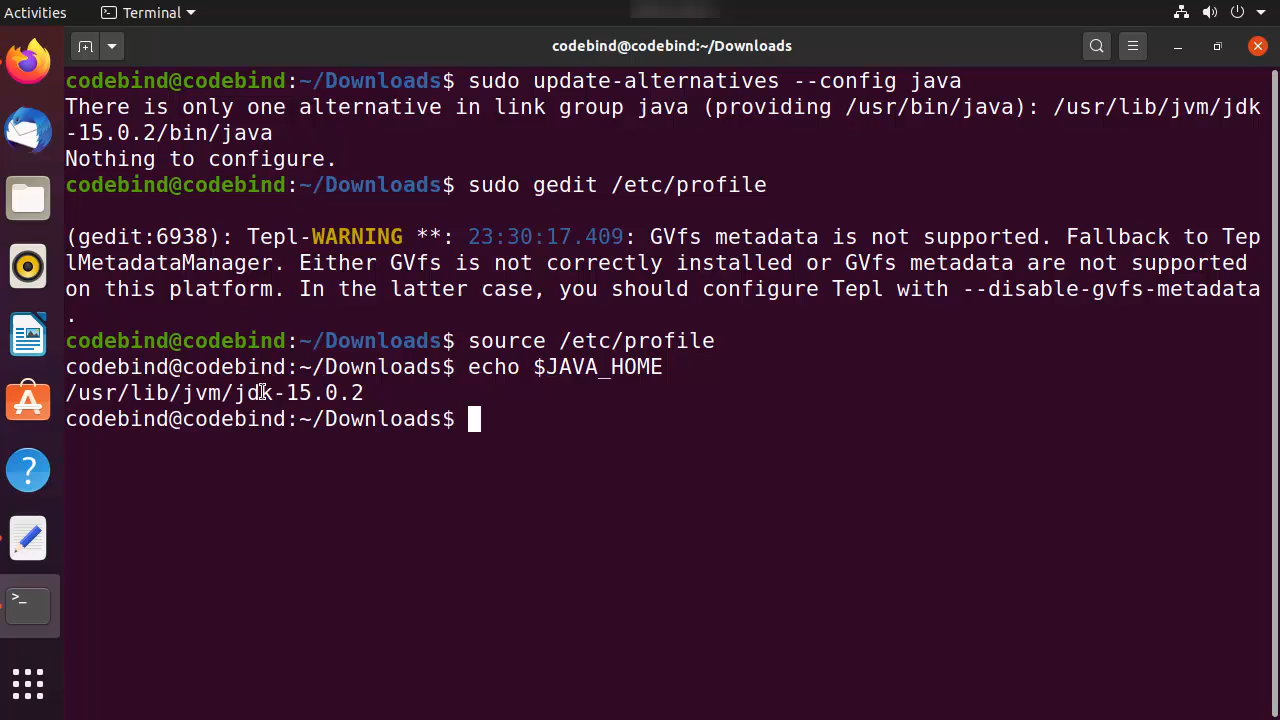 Activities
Terminal
codebind@codebind:~/Downloads
codebind@codebind:~/Downloads$ sudo update-alternatives --config java
There is only one alternative in link group java (providing /usr/bin/java): /usr/lib/jvm/jdk
-15.0.2/bin/java
Nothing to configure.
codebind@codebind:~/Downloads$ sudo gedit /etc/profile
(gedit:6938): Tepl-WARNING **: 23:30:17.409: GVfs metadata is not supported. Fallback to Tep
lMetadataManager. Either GVfs is not correctly installed or GVfs metadata are not supported
on this platform. In the latter case, you should configure Tepl with --disable-gvfs-metadata
.
codebind@codebind:~/Downloads$ source /etc/profile
codebind@codebind:~/Downloads$ echo $JAVA_HOME
/usr/lib/jvm/jdk-15.0.2
codebind@codebind:~/Downloads$